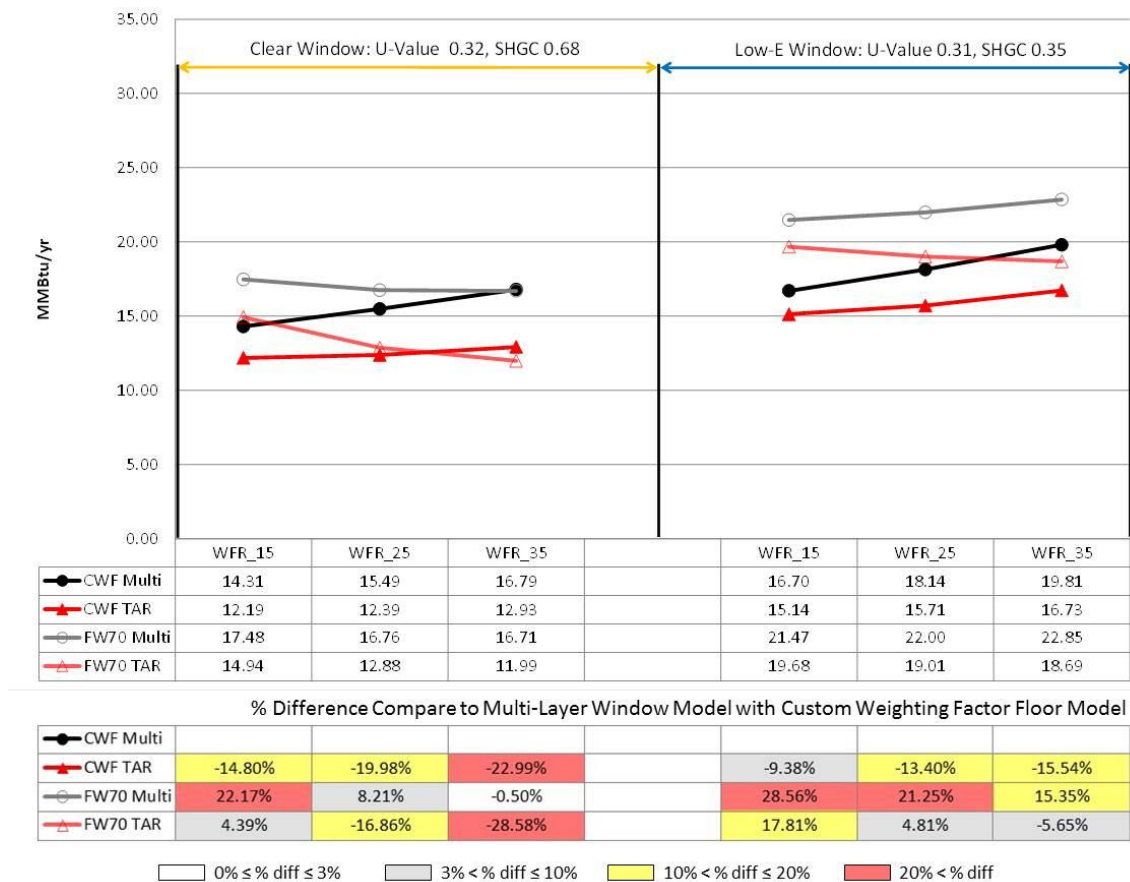 35.00
Clear Window: U-Value 0.32, SHGC 0.68
Low-E Window: U-Value 0.31, SHGC 0.35
30.00
25.00
20.00
15.00
10.00
5.00
0.00
MMBtu/yr
WFR_15 WFR_25 WFR_35 WFR_15 WFR_25 WFR_35
CWF Multi 14.31 15.49 16.79 16.70 18.14 19.81
CWF TAR 12.19 12.39 12.93 15.14 15.71 16.73
FW70 Multi 17.48 16.76 16.71 21.47 22.00 22.85
FW70 TAR 14.94 12.88 11.99 19.68 19.01 18.69
% Difference Compare to Multi-Layer Window Model with Custom Weighting Factor Floor Model
CWF Multi
CWF TAR -14.80% -19.98% -22.99% -9.38% -13.40% -15.54%
FW70 Multi 22.17% 8.21% -0.50% 28.56% 21.25% 15.35%
FW70 TAR 4.39% -16.86% -28.58% 17.81% 4.81% -5.65%
0% ≤ % diff ≤ 3% 3% < % diff ≤ 10% 10% < % diff ≤ 20% 20% < % diff